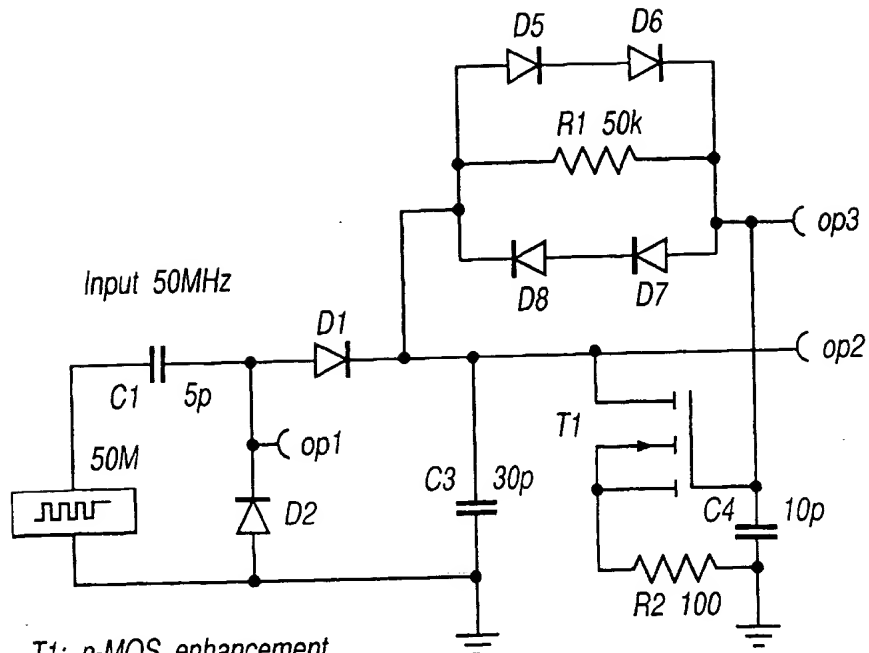 D5
D6
R1 50k
op3
D8
D7
Input 50MHz
D1
op2
C1
5p
T1
op1
50M
C3
30p
C4
10p
D2
R2 100